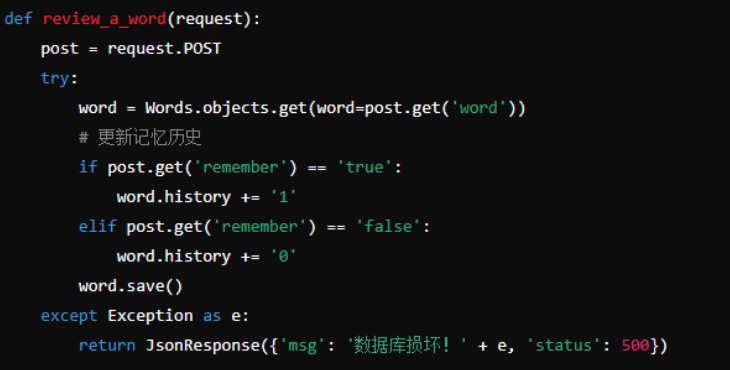 def review_a_word(request):
    post = request.POST
    try:
        word = Words.objects.get(word=post.get('word'))
        # 更新记忆历史
        if post.get('remember') == 'true':
            word.history += '1'
        elif post.get('remember') == 'false':
            word.history += '0'
        word.save()
    except Exception as e:
        return JsonResponse({'msg': '数据库损坏！' + e, 'status': 500})